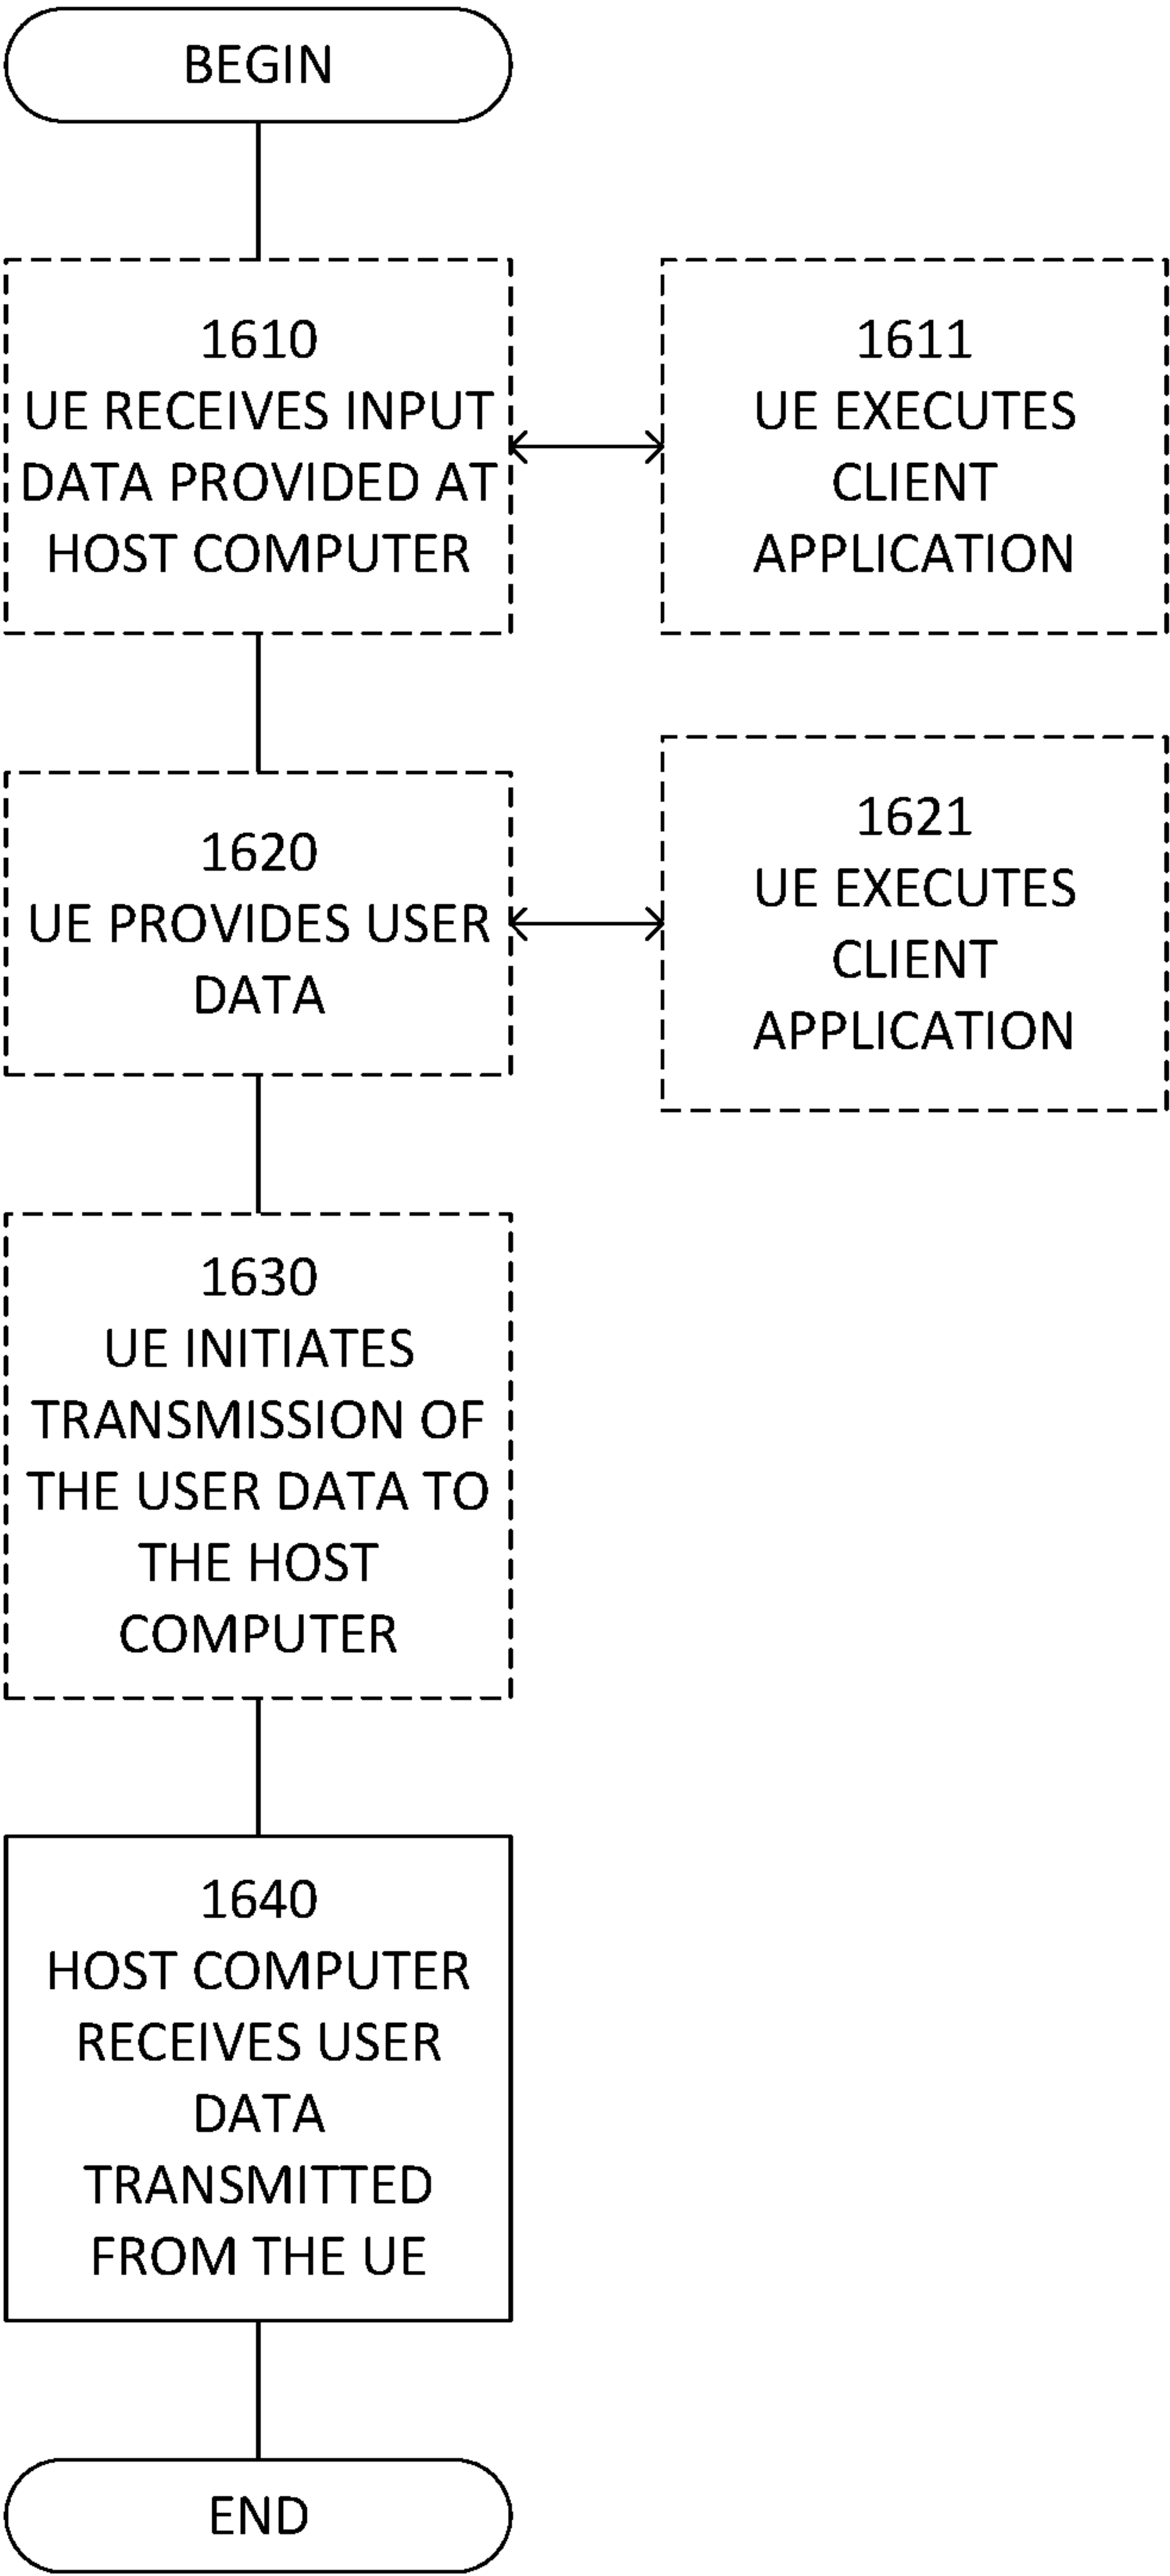 BEGIN
1610
UE RECEIVES INPUT
DATA PROVIDED AT
HOST COMPUTER
1611
UE EXECUTES
CLIENT
APPLICATION
1620
UE PROVIDES USER
DATA
1621
UE EXECUTES
CLIENT
APPLICATION
1630
UE INITIATES
TRANSMISSION OF
THE USER DATA TO
THE HOST
COMPUTER
1640
HOST COMPUTER
RECEIVES USER
DATA
TRANSMITTED
FROM THE UE
END